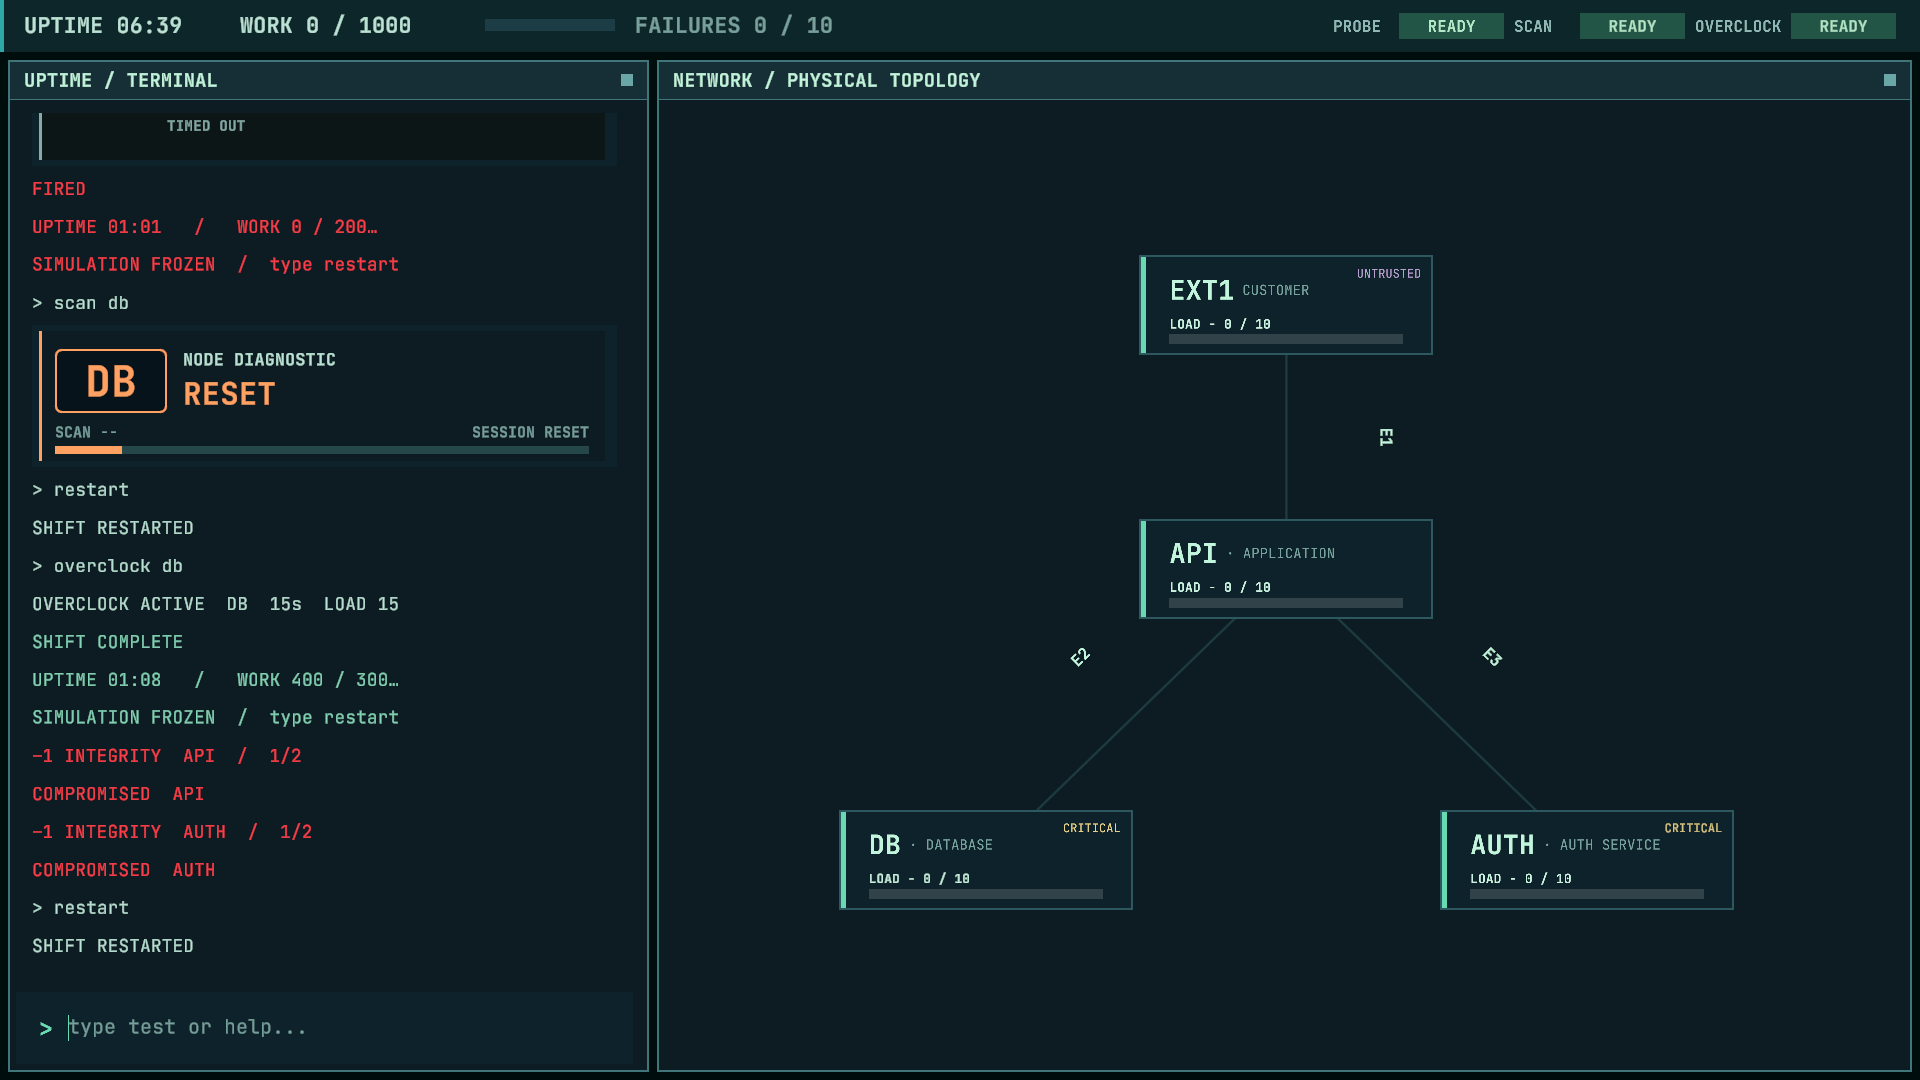 UPTIME 06:39 WORK 0 / 1000 FAILURES 0 / 10 PROBE READY SCAN READY OVERCLOCK READY
UPTIME / TERMINAL
TIMED OUT
FIRED
UPTIME 01:01 / WORK 0 / 200…
SIMULATION FROZEN / type restart
> scan db
DB
NODE DIAGNOSTIC
RESET
SCAN -- SESSION RESET
> restart
SHIFT RESTARTED
> overclock db
OVERCLOCK ACTIVE DB 15s LOAD 15
SHIFT COMPLETE
UPTIME 01:08 / WORK 400 / 300…
SIMULATION FROZEN / type restart
−1 INTEGRITY API / 1/2
COMPROMISED API
−1 INTEGRITY AUTH / 1/2
COMPROMISED AUTH
> restart
SHIFT RESTARTED
> type test or help...
NETWORK / PHYSICAL TOPOLOGY
UNTRUSTED
EXT1 CUSTOMER
LOAD - 0 / 10
E1
API · APPLICATION
LOAD - 0 / 10
E2
E3
CRITICAL
DB · DATABASE
LOAD - 0 / 10
CRITICAL
AUTH · AUTH SERVICE
LOAD - 0 / 10